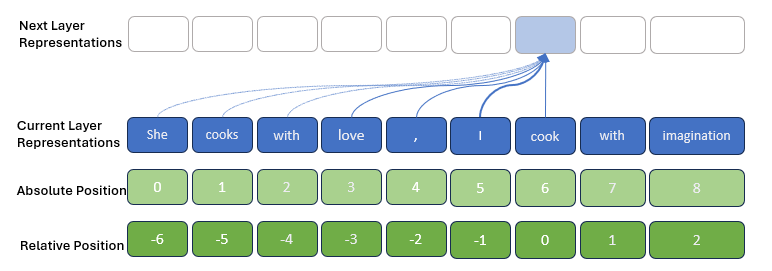 Next Layer
Representations
Current Layer
Representations
She cooks with love , I cook with imagination
Absolute Position 0 1 2 3 4 5 6 7 8
Relative Position -6 -5 -4 -3 -2 -1 0 1 2